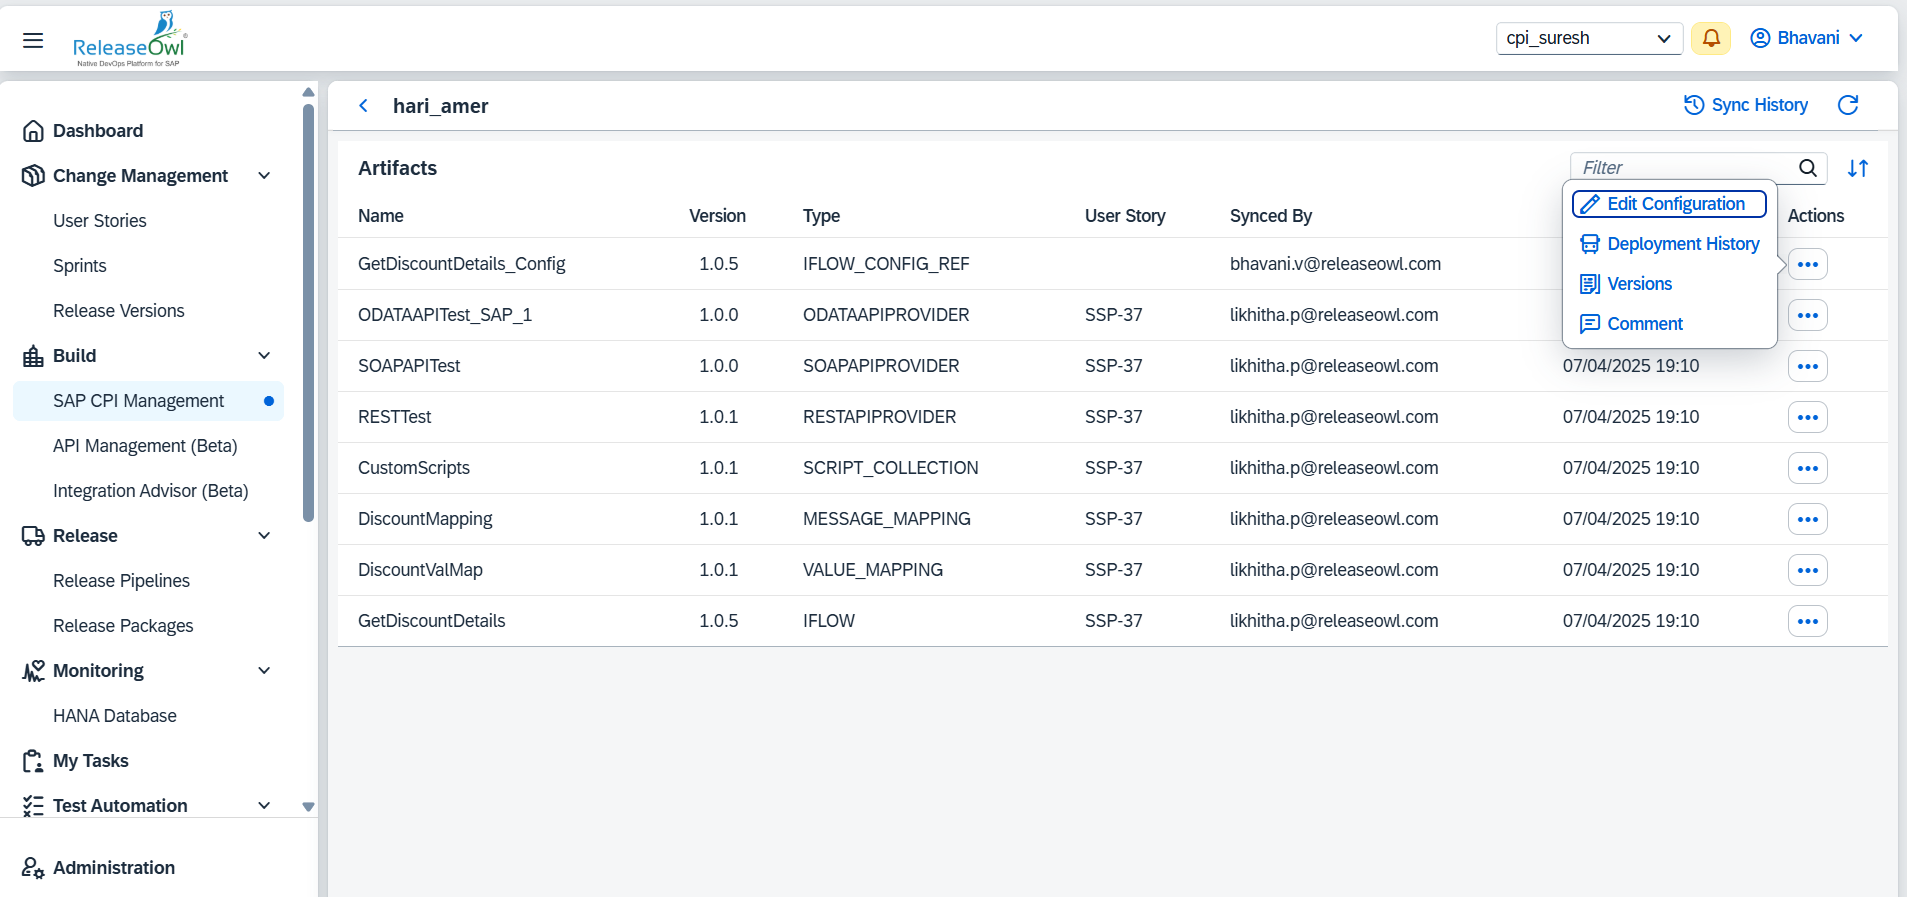 ReleaseOwl
Native DevOps Platform for SAP
cpi_suresh
Bhavani
Dashboard
Change Management
User Stories
Sprints
Release Versions
Build
SAP CPI Management
API Management (Beta)
Integration Advisor (Beta)
Release
Release Pipelines
Release Packages
Monitoring
HANA Database
My Tasks
Test Automation
Administration
hari_amer
Sync History
Artifacts
Filter
Name Version Type User Story Synced By Actions
GetDiscountDetails_Config 1.0.5 IFLOW_CONFIG_REF bhavani.v@releaseowl.com
ODATAAPITest_SAP_1 1.0.0 ODATAAPIPROVIDER SSP-37 likhitha.p@releaseowl.com
SOAPAPITest 1.0.0 SOAPAPIPROVIDER SSP-37 likhitha.p@releaseowl.com 07/04/2025 19:10
RESTTest 1.0.1 RESTAPIPROVIDER SSP-37 likhitha.p@releaseowl.com 07/04/2025 19:10
CustomScripts 1.0.1 SCRIPT_COLLECTION SSP-37 likhitha.p@releaseowl.com 07/04/2025 19:10
DiscountMapping 1.0.1 MESSAGE_MAPPING SSP-37 likhitha.p@releaseowl.com 07/04/2025 19:10
DiscountValMap 1.0.1 VALUE_MAPPING SSP-37 likhitha.p@releaseowl.com 07/04/2025 19:10
GetDiscountDetails 1.0.5 IFLOW SSP-37 likhitha.p@releaseowl.com 07/04/2025 19:10
Edit Configuration
Deployment History
Versions
Comment